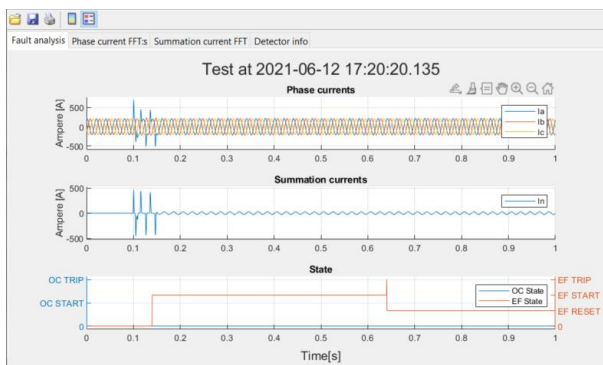 Fault analysis Phase current FFT:s Summation current FFT Detector info
Test at 2021-06-12 17:20:20.135
Phase currents
Ampere [A]
500
0
-500
Ia
Ib
Ic
0 0.1 0.2 0.3 0.4 0.5 0.6 0.7 0.8 0.9 1
Summation currents
Ampere [A]
500
0
-500
In
0 0.1 0.2 0.3 0.4 0.5 0.6 0.7 0.8 0.9 1
State
OC TRIP
OC START
0
OC State
EF State
EF TRIP
EF START
EF RESET
0
0 0.1 0.2 0.3 0.4 0.5 0.6 0.7 0.8 0.9 1
Time[s]